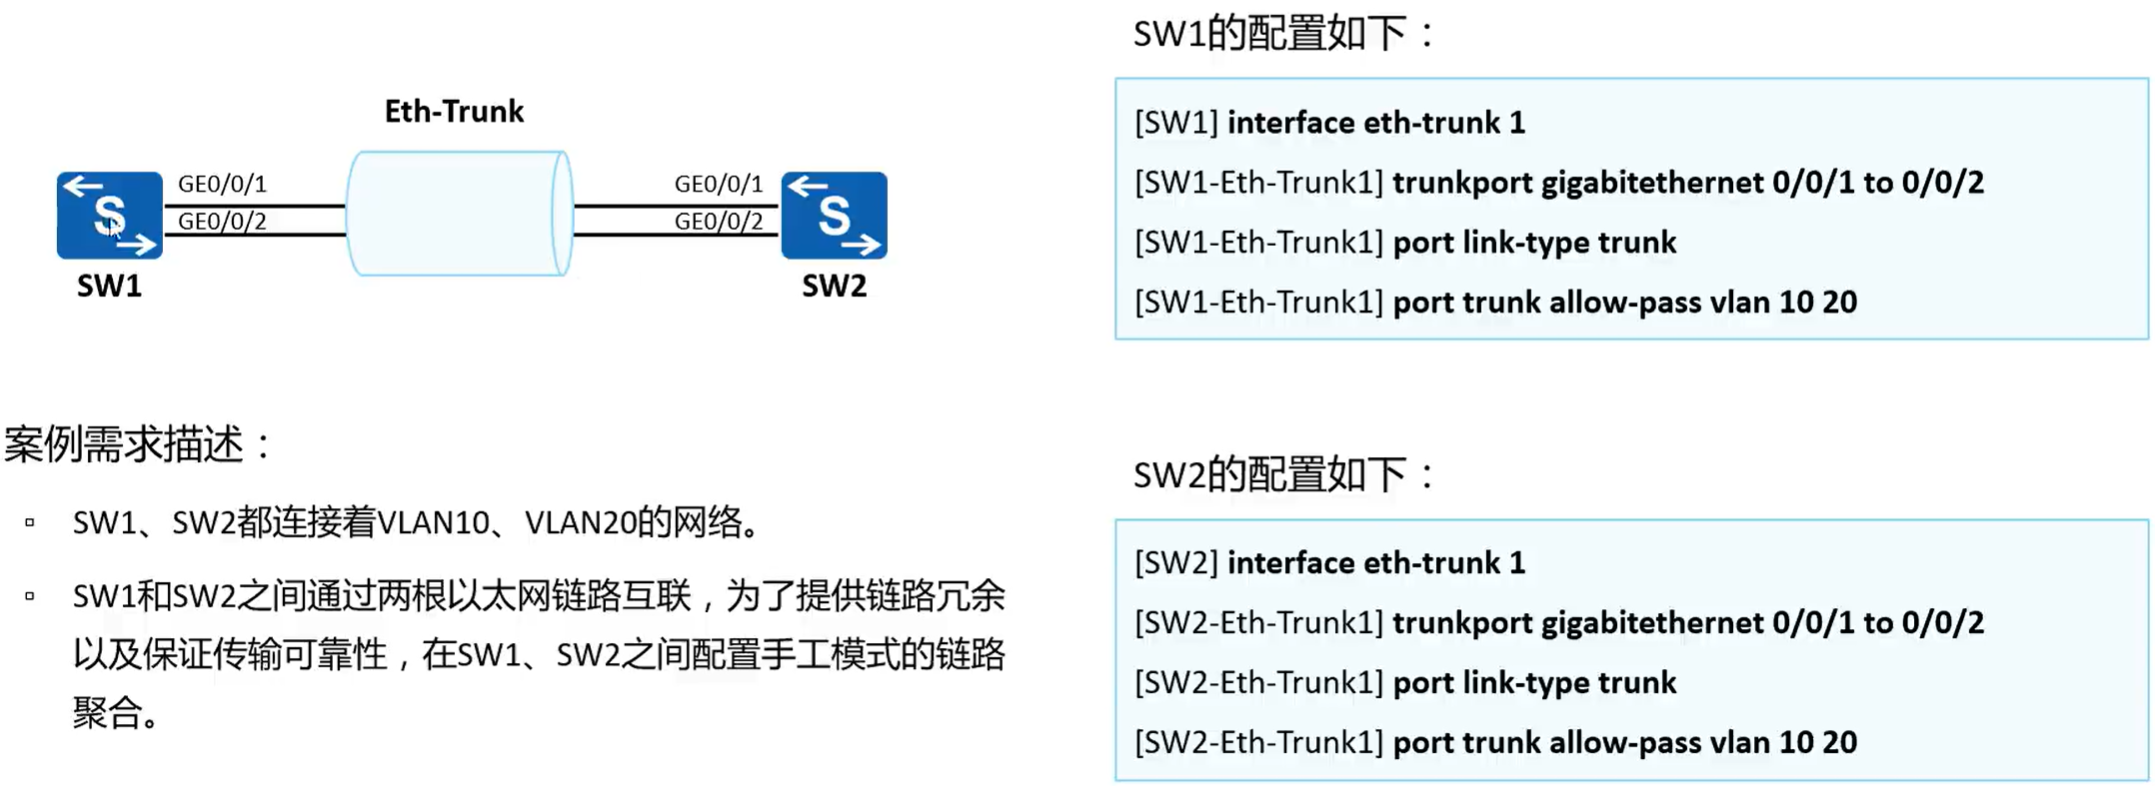 Eth-Trunk
GE0/0/1
GE0/0/2
GE0/0/1
GE0/0/2
S
S
SW1
SW2
案例需求描述：
▫ SW1、SW2都连接着VLAN10、VLAN20的网络。
▫ SW1和SW2之间通过两根以太网链路互联，为了提供链路冗余
以及保证传输可靠性，在SW1、SW2之间配置手工模式的链路
聚合。
SW1的配置如下：
[SW1] interface eth-trunk 1
[SW1-Eth-Trunk1] trunkport gigabitethernet 0/0/1 to 0/0/2
[SW1-Eth-Trunk1] port link-type trunk
[SW1-Eth-Trunk1] port trunk allow-pass vlan 10 20
SW2的配置如下：
[SW2] interface eth-trunk 1
[SW2-Eth-Trunk1] trunkport gigabitethernet 0/0/1 to 0/0/2
[SW2-Eth-Trunk1] port link-type trunk
[SW2-Eth-Trunk1] port trunk allow-pass vlan 10 20